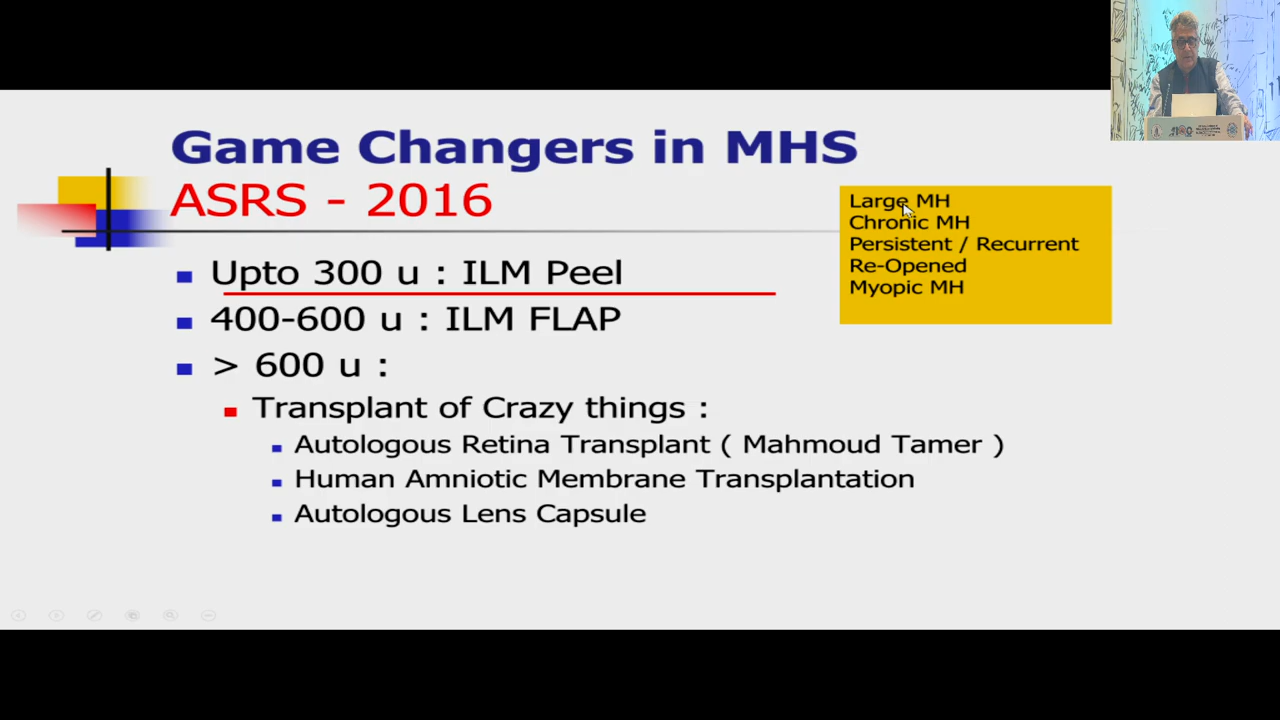 Game Changers in MHS
ASRS - 2016
Large MH
Chronic MH
Persistent / Recurrent
Re-Opened
Myopic MH
Upto 300 u : ILM Peel
400-600 u : ILM FLAP
> 600 u :
Transplant of Crazy things :
Autologous Retina Transplant ( Mahmoud Tamer )
Human Amniotic Membrane Transplantation
Autologous Lens Capsule